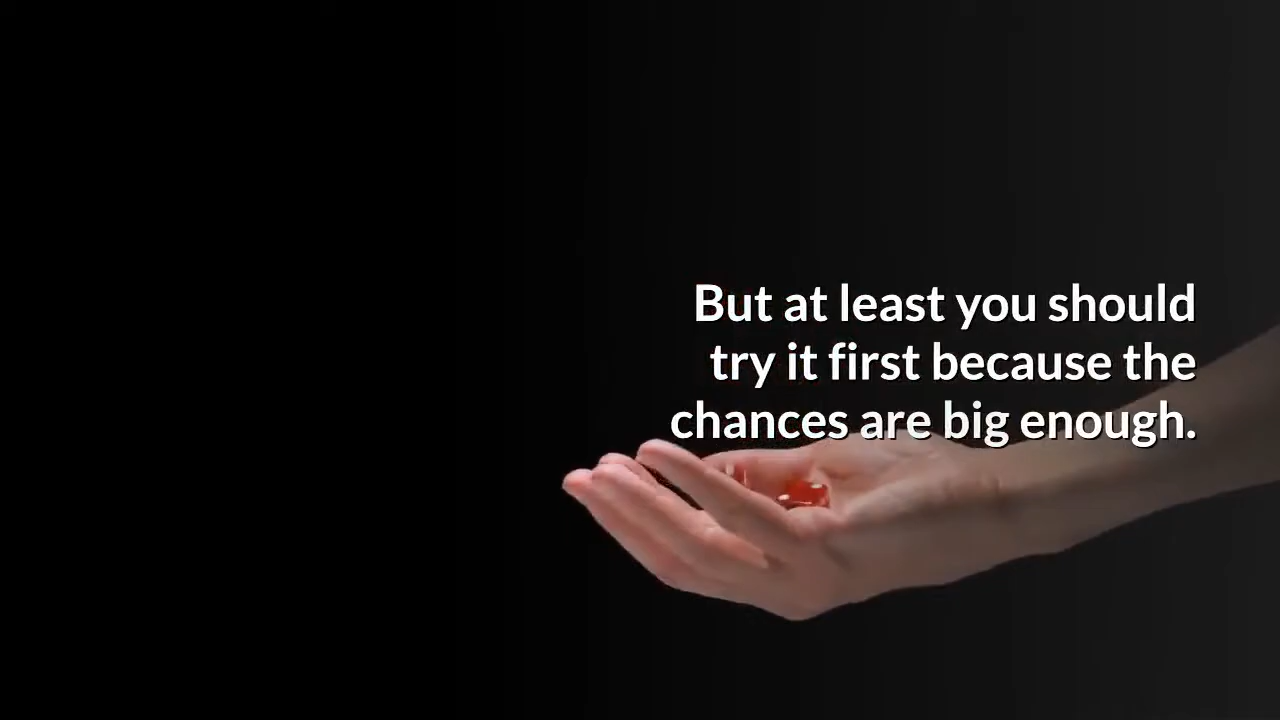 But at least you should
try it first because the
chances are big enough.